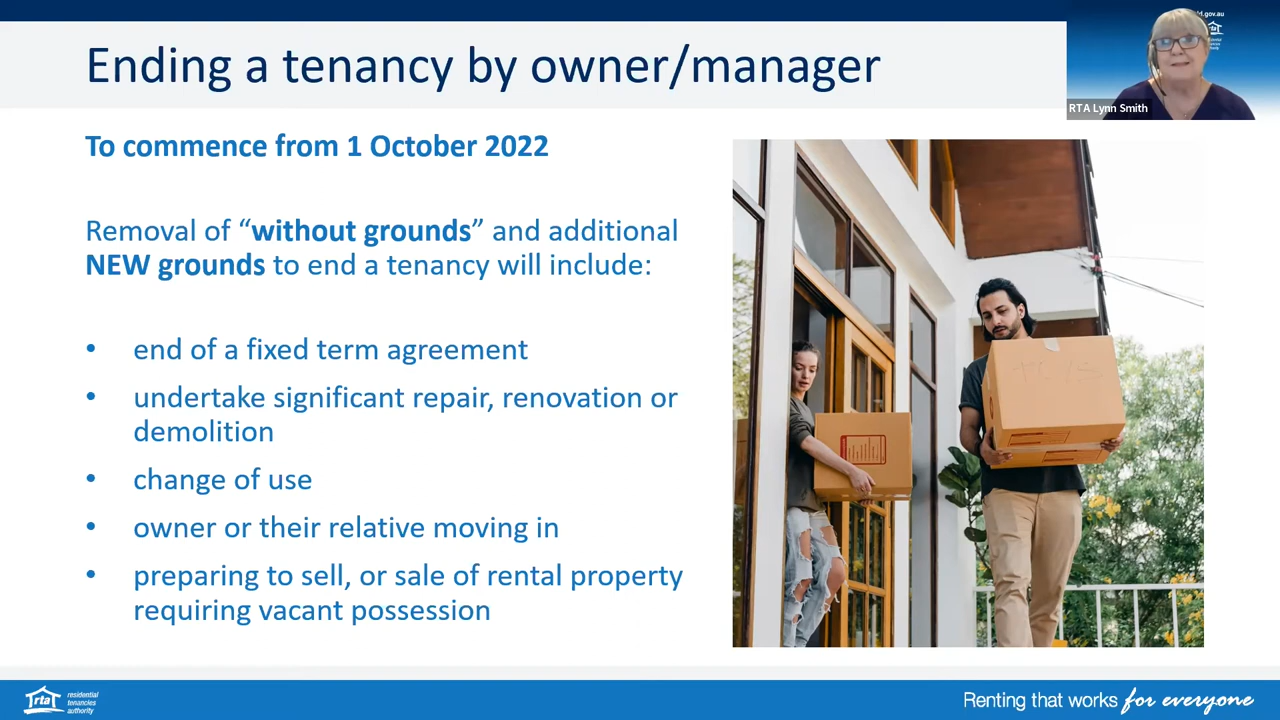 Ending a tenancy by owner/manager
RTA Lynn Smith
To commence from 1 October 2022
Removal of “without grounds” and additional
NEW grounds to end a tenancy will include:
• end of a fixed term agreement
• undertake significant repair, renovation or
demolition
• change of use
• owner or their relative moving in
• preparing to sell, or sale of rental property
requiring vacant possession
rta
residential
tenancies
authority
Renting that works for everyone